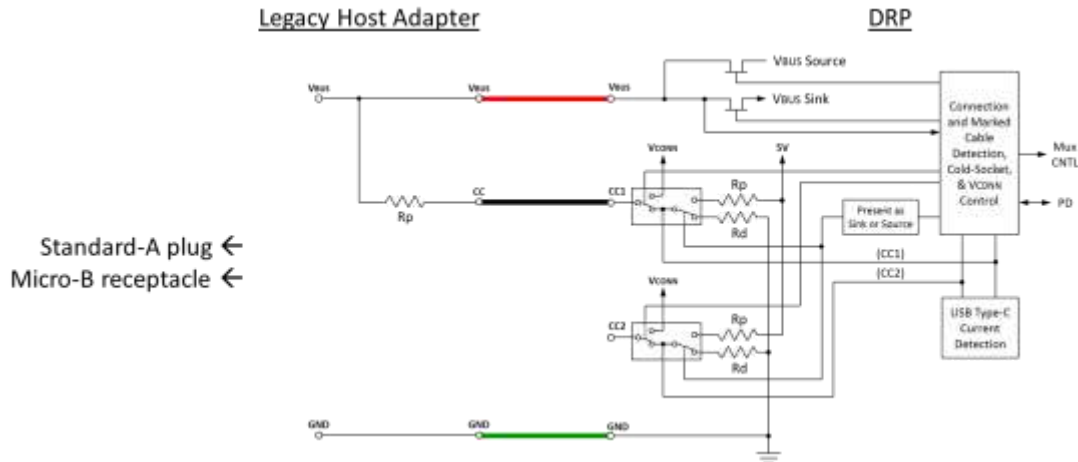 Legacy Host Adapter
DRP
VBUS Source
VBUS
VBUS
VBUS
VBUS Sink
Connection
and Marked
Cable
Detection,
Cold-Socket,
& VCONN
Control
Mux
CNTL
PD
VCONN
5V
CC
CC1
Rp
Rp
Rd
Present as
Sink or Source
Standard-A plug ←
Micro-B receptacle ←
(CC1)
(CC2)
VCONN
CC2
Rp
Rd
USB Type-C
Current
Detection
GND
GND
GND